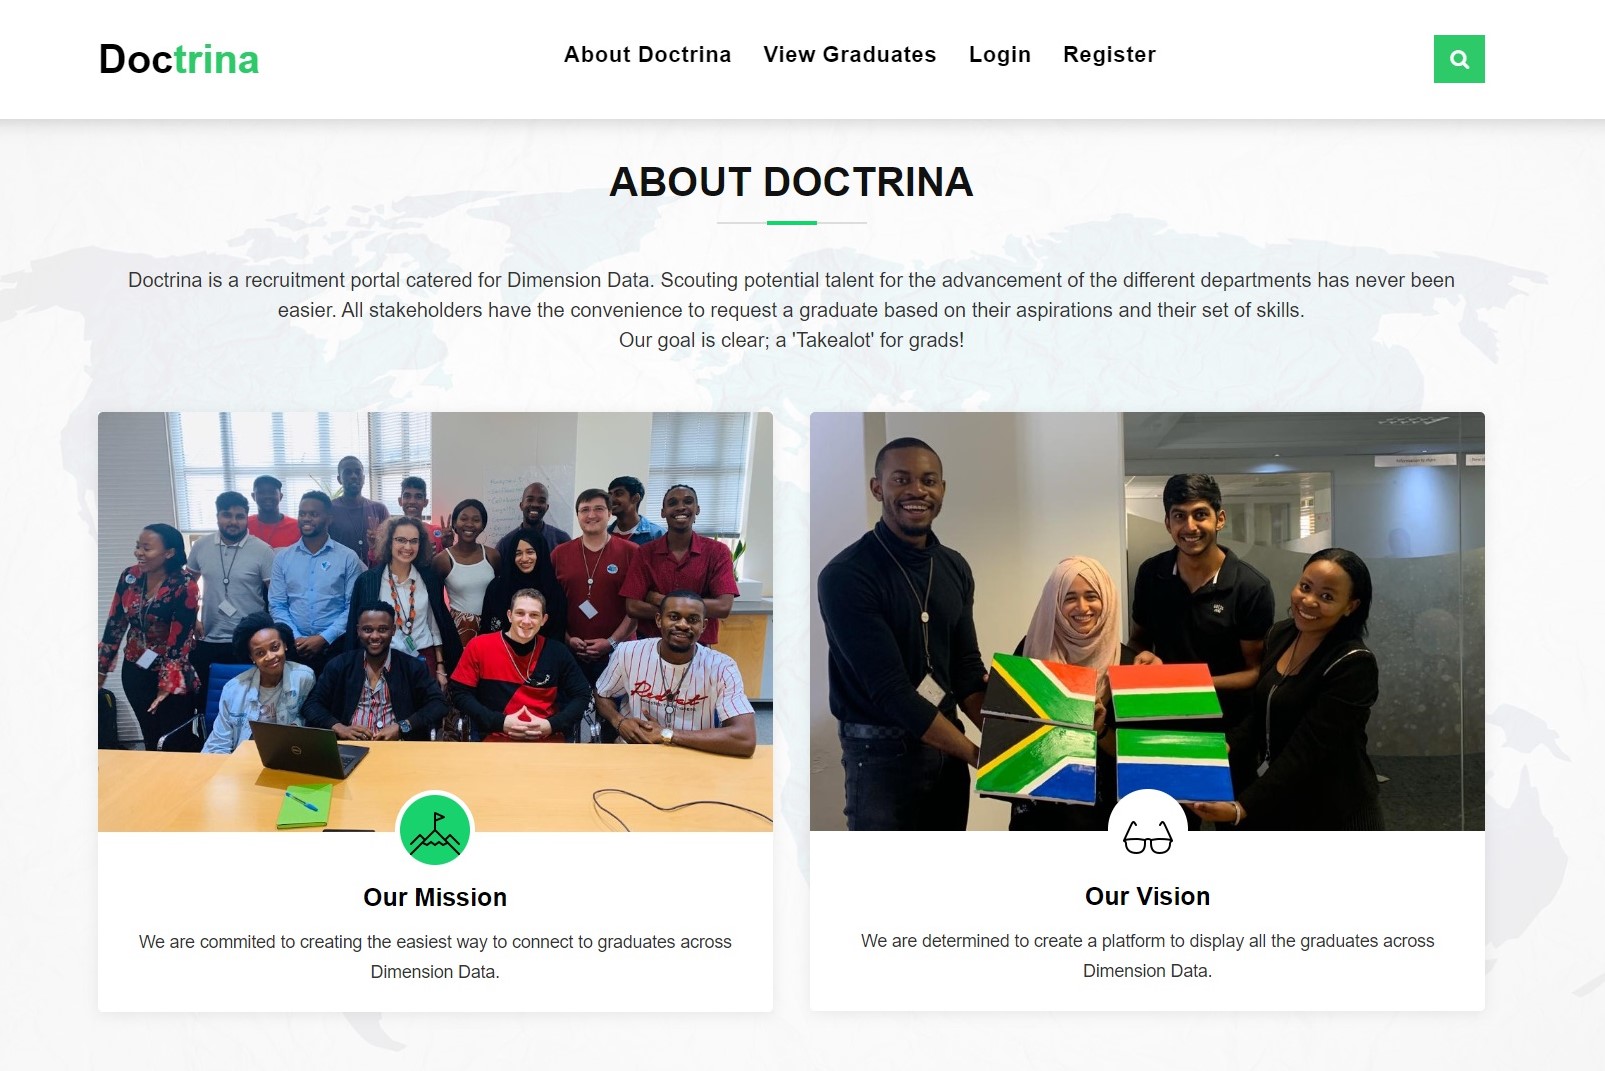 Doctrina
About Doctrina View Graduates Login Register
ABOUT DOCTRINA
Doctrina is a recruitment portal catered for Dimension Data. Scouting potential talent for the advancement of the different departments has never been
easier. All stakeholders have the convenience to request a graduate based on their aspirations and their set of skills.
Our goal is clear; a 'Takealot' for grads!
Our Mission
We are commited to creating the easiest way to connect to graduates across
Dimension Data.
Our Vision
We are determined to create a platform to display all the graduates across
Dimension Data.